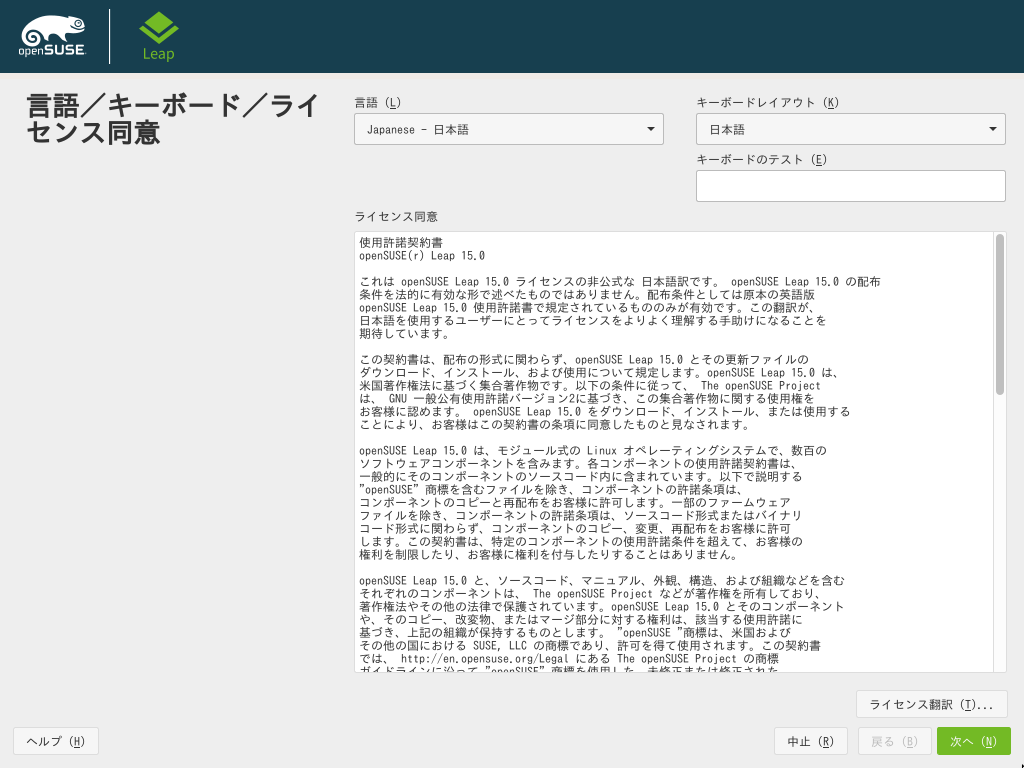 openSUSE
Leap
言語／キーボード／ライ
センス同意
言語 (L)
Japanese - 日本語
キーボードレイアウト (K)
日本語
キーボードのテスト (E)
ライセンス同意
使用許諾契約書
openSUSE(r) Leap 15.0
これは openSUSE Leap 15.0 ライセンスの非公式な 日本語訳です。 openSUSE Leap 15.0 の配布
条件を法的に有効な形で述べたものではありません。配布条件としては原本の英語版
openSUSE Leap 15.0 使用許諾書で規定されているもののみが有効です。この翻訳が、
日本語を使用するユーザーにとってライセンスをよりよく理解する手助けになることを
期待しています。
この契約書は、配布の形式に関わらず、openSUSE Leap 15.0 とその更新ファイルの
ダウンロード、インストール、および使用について規定します。openSUSE Leap 15.0 は、
米国著作権法に基づく集合著作物です。以下の条件に従って、 The openSUSE Project
は、 GNU 一般公有使用許諾バージョン2に基づき、この集合著作物に関する使用権を
お客様に認めます。 openSUSE Leap 15.0 をダウンロード、インストール、または使用する
ことにより、お客様はこの契約書の条項に同意したものと見なされます。
openSUSE Leap 15.0 は、モジュール式の Linux オペレーティングシステムで、数百の
ソフトウェアコンポーネントを含みます。各コンポーネントの使用許諾契約書は、
一般的にそのコンポーネントのソースコード内に含まれています。以下で説明する
"openSUSE" 商標を含むファイルを除き、コンポーネントの許諾条項は、
コンポーネントのコピーと再配布をお客様に許可します。一部のファームウェア
ファイルを除き、コンポーネントの許諾条項は、ソースコード形式またはバイナリ
コード形式に関わらず、コンポーネントのコピー、変更、再配布をお客様に許可
します。この契約書は、特定のコンポーネントの使用許諾条件を超えて、お客様の
権利を制限したり、お客様に権利を付与したりすることはありません。
openSUSE Leap 15.0 と、ソースコード、マニュアル、外観、構造、および組織などを含む
それぞれのコンポーネントは、 The openSUSE Project などが著作権を所有しており、
著作権法やその他の法律で保護されています。openSUSE Leap 15.0 とそのコンポーネント
や、そのコピー、改変物、またはマージ部分に対する権利は、該当する使用許諾に
基づき、上記の組織が保持するものとします。 "openSUSE "商標は、米国および
その他の国における SUSE, LLC の商標であり、許可を得て使用されます。この契約書
では、 http://en.opensuse.org/Legal にある The openSUSE Project の商標
ガイドラインに沿って "openSUSE" 商標を使用した、未修正または修正された
ライセンス翻訳 (T)...
ヘルプ (H)
中止 (R)
戻る (B)
次へ (N)